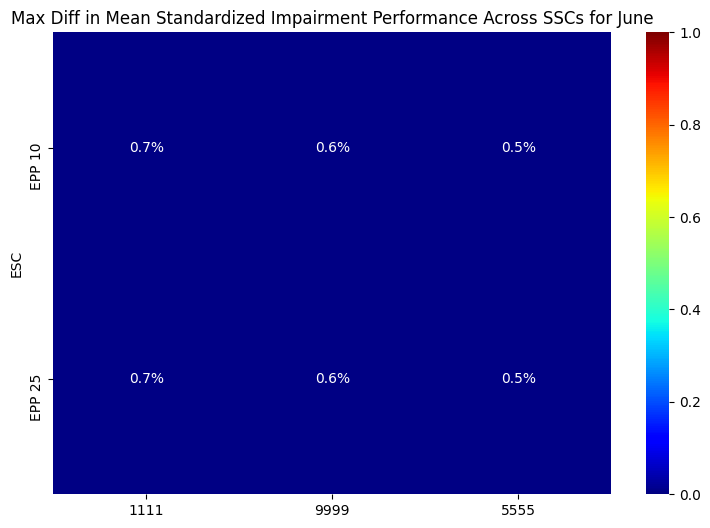 Max Diff in Mean Standardized Impairment Performance Across SSCs for June
1.0
0.8
0.6
0.4
0.2
0.0
ESC
EPP 10
0.7% 0.6% 0.5%
EPP 25
0.7% 0.6% 0.5%
1111 9999 5555